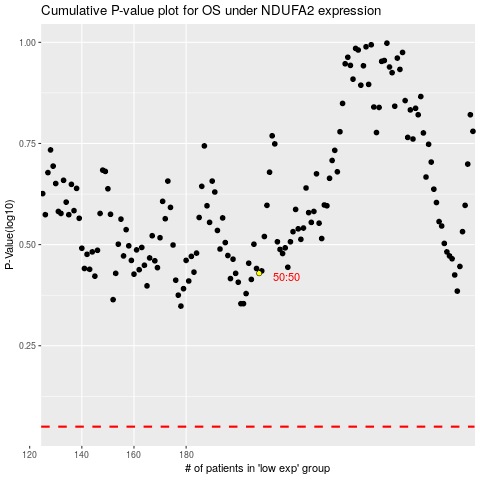 Cumulative P-value plot for OS under NDUFA2 expression
1.00
0.75
0.50
0.25
P-Value(log10)
50:50
120 126 140 160 180
# of patients in 'low exp' group